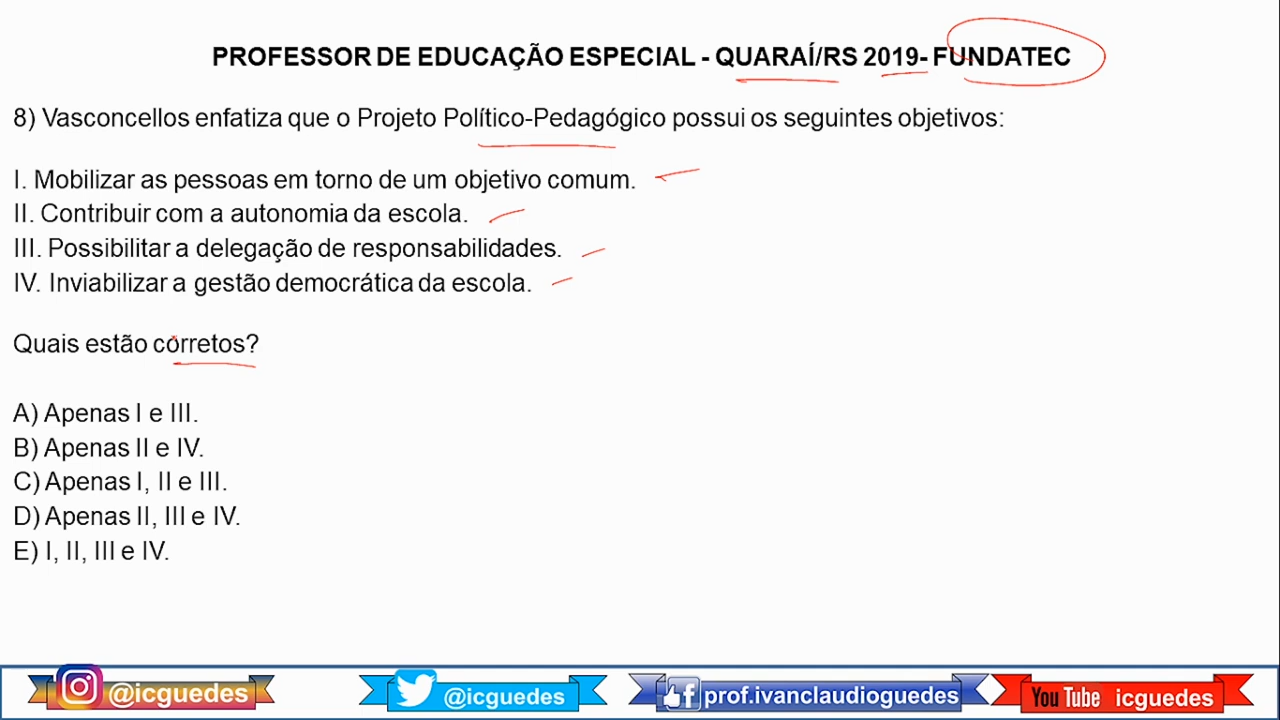 PROFESSOR DE EDUCAÇÃO ESPECIAL - QUARAÍ/RS 2019- FUNDATEC
8) Vasconcellos enfatiza que o Projeto Político-Pedagógico possui os seguintes objetivos:
I. Mobilizar as pessoas em torno de um objetivo comum.
II. Contribuir com a autonomia da escola.
III. Possibilitar a delegação de responsabilidades.
IV. Inviabilizar a gestão democrática da escola.
Quais estão corretos?
A) Apenas I e III.
B) Apenas II e IV.
C) Apenas I, II e III.
D) Apenas II, III e IV.
E) I, II, III e IV.
@icguedes @icguedes prof.ivanclaudioguedes You Tube icguedes